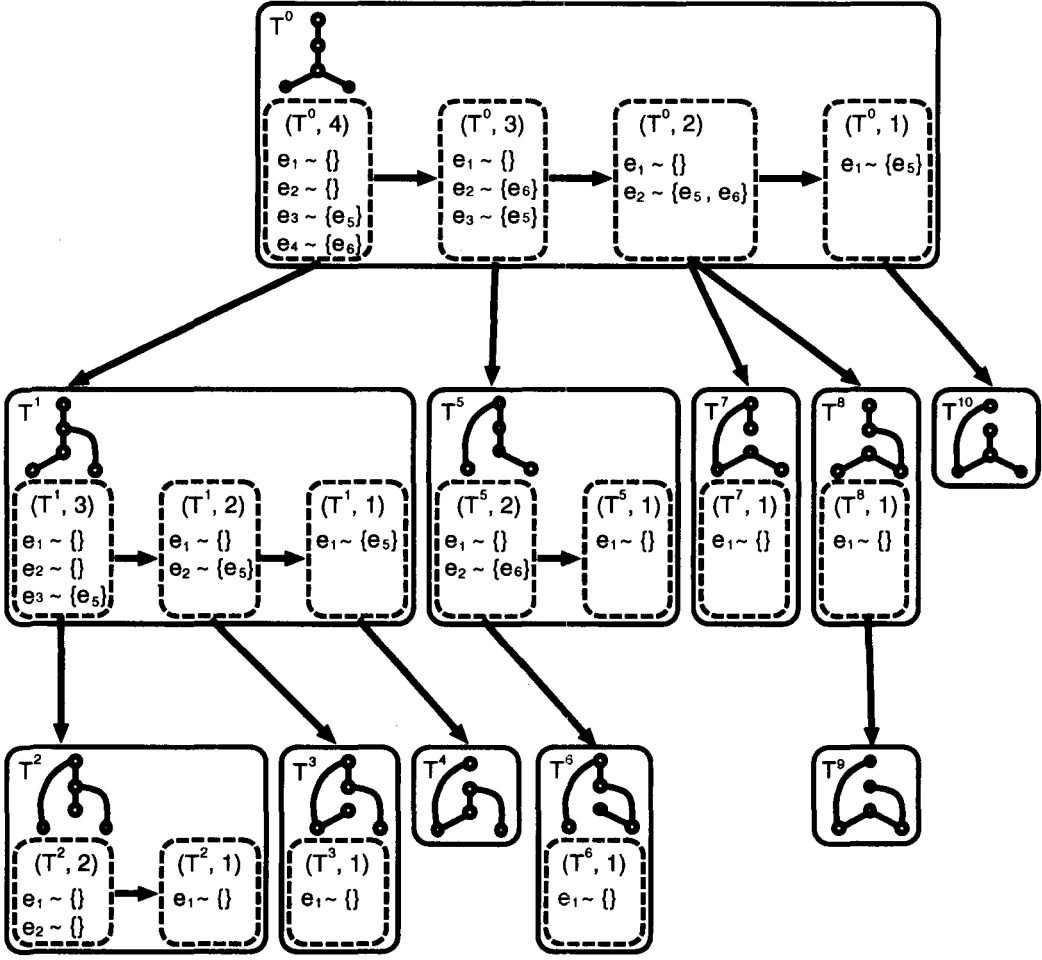 T⁰
(T⁰, 4) (T⁰, 3) (T⁰, 2) (T⁰, 1)
e₁ ~ {} e₁ ~ {} e₁ ~ {} e₁ ~ {e₅}
e₂ ~ {} e₂ ~ {e₆} e₂ ~ {e₅, e₆}
e₃ ~ {e₅} e₃ ~ {e₅}
e₄ ~ {e₆}
T¹ T⁵ T⁷ T⁸ T¹⁰
(T¹, 3) (T¹, 2) (T¹, 1) (T⁵, 2) (T⁵, 1) (T⁷, 1) (T⁸, 1)
e₁ ~ {} e₁ ~ {} e₁ ~ {e₅} e₁ ~ {} e₁ ~ {} e₁ ~ {} e₁ ~ {}
e₂ ~ {} e₂ ~ {e₅} e₂ ~ {e₆}
e₃ ~ {e₅}
T² T³ T⁴ T⁶ T⁹
(T², 2) (T², 1) (T³, 1) (T⁶, 1)
e₁ ~ {} e₁ ~ {} e₁ ~ {} e₁ ~ {}
e₂ ~ {}